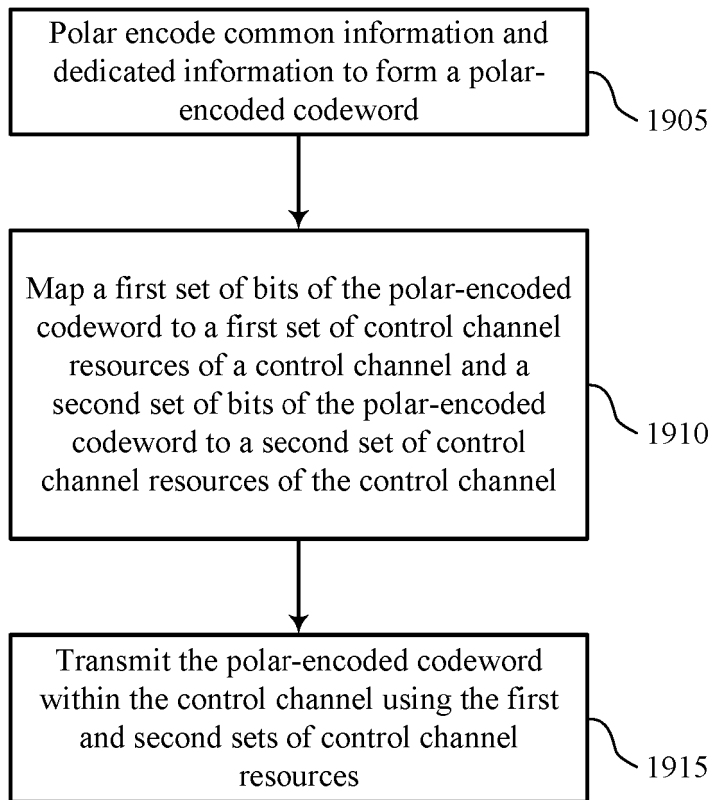 Polar encode common information and
dedicated information to form a polar-
encoded codeword
1905
Map a first set of bits of the polar-encoded
codeword to a first set of control channel
resources of a control channel and a
second set of bits of the polar-encoded
codeword to a second set of control
channel resources of the control channel
1910
Transmit the polar-encoded codeword
within the control channel using the first
and second sets of control channel
resources
1915